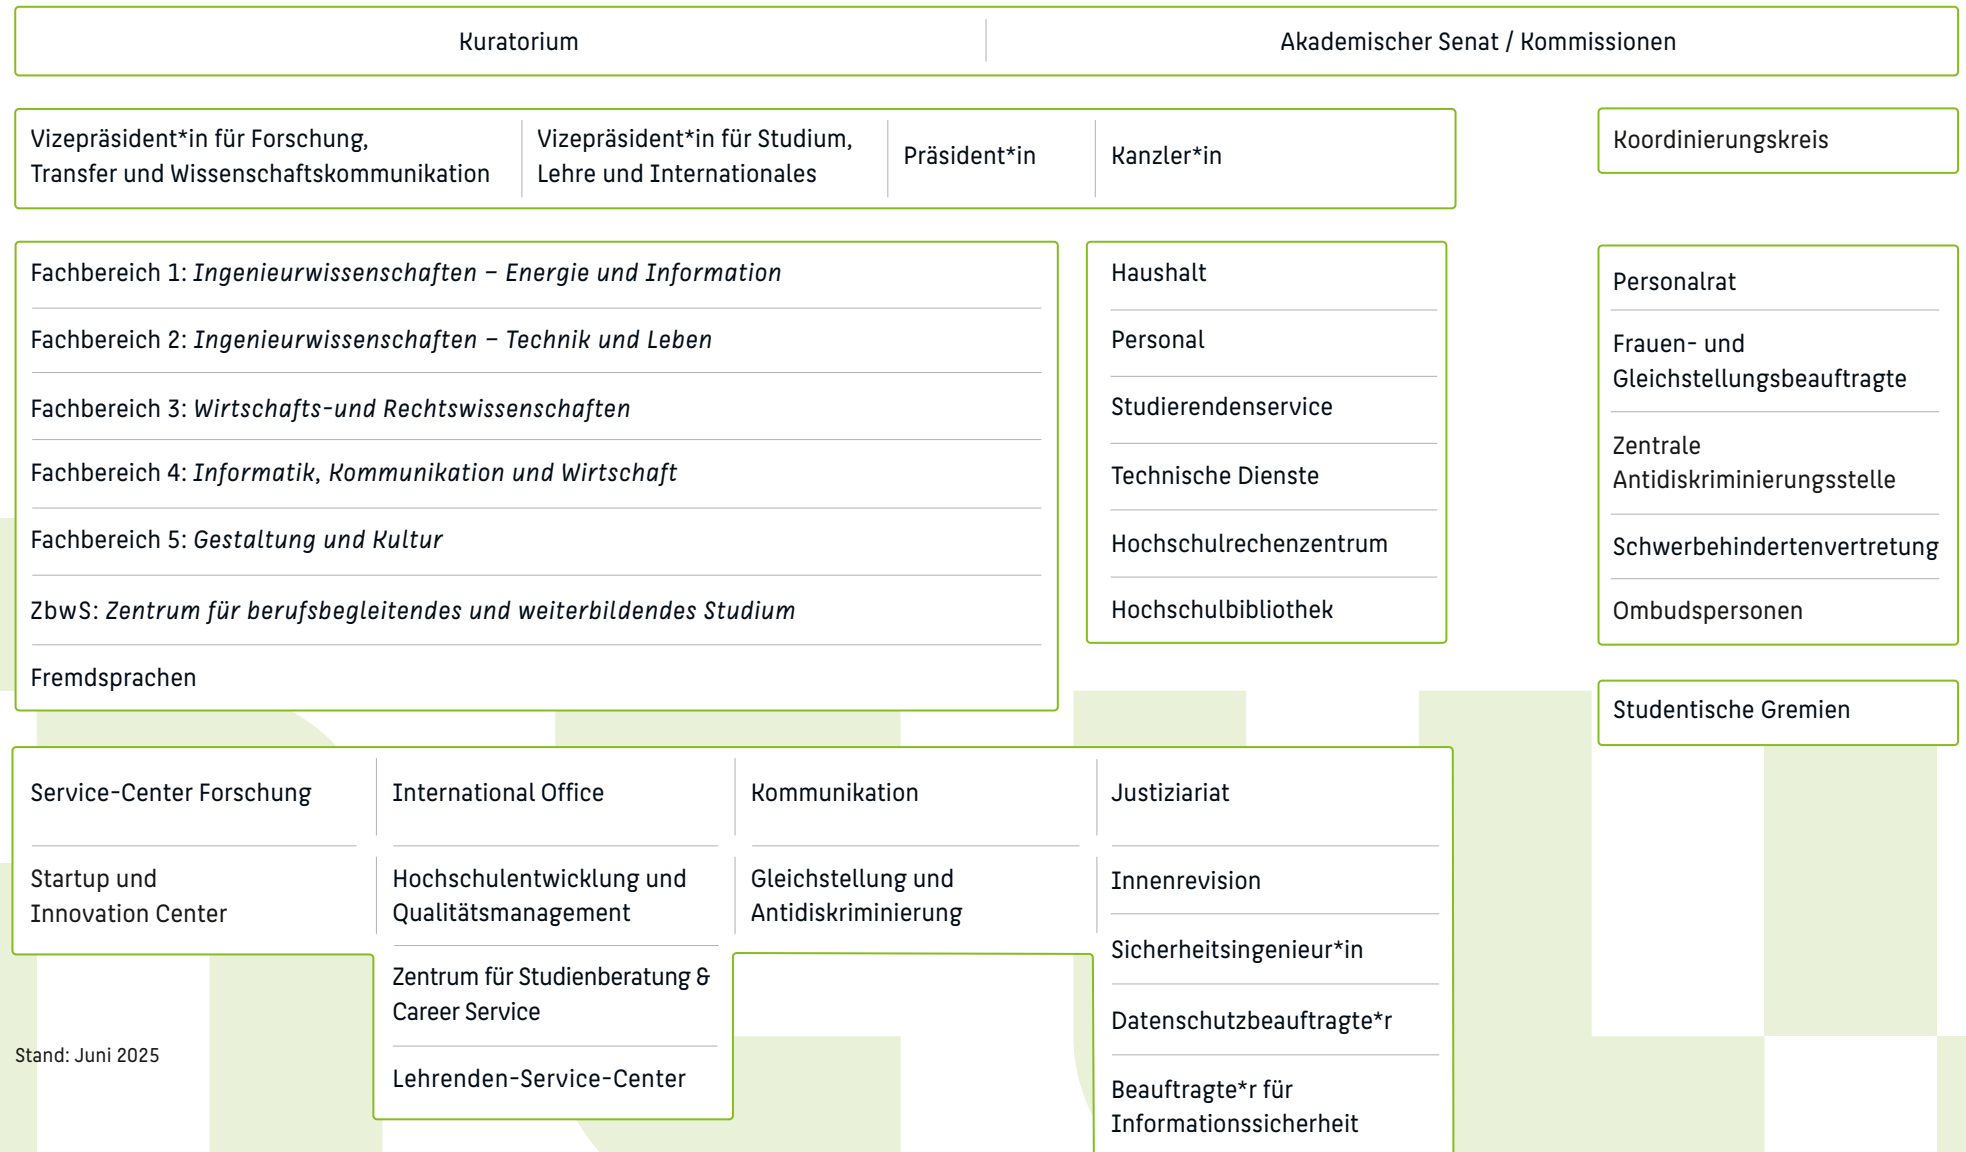 Kuratorium
Akademischer Senat / Kommissionen
Vizepräsident*in für Forschung,
Transfer und Wissenschaftskommunikation
Vizepräsident*in für Studium,
Lehre und Internationales
Präsident*in
Kanzler*in
Koordinierungskreis
Fachbereich 1: Ingenieurwissenschaften – Energie und Information
Fachbereich 2: Ingenieurwissenschaften – Technik und Leben
Fachbereich 3: Wirtschafts-und Rechtswissenschaften
Fachbereich 4: Informatik, Kommunikation und Wirtschaft
Fachbereich 5: Gestaltung und Kultur
ZbwS: Zentrum für berufsbegleitendes und weiterbildendes Studium
Fremdsprachen
Haushalt
Personal
Studierendenservice
Technische Dienste
Hochschulrechenzentrum
Hochschulbibliothek
Personalrat
Frauen- und
Gleichstellungsbeauftragte
Zentrale
Antidiskriminierungsstelle
Schwerbehindertenvertretung
Ombudspersonen
Studentische Gremien
Service-Center Forschung
Startup und
Innovation Center
International Office
Hochschulentwicklung und
Qualitätsmanagement
Zentrum für Studienberatung &
Career Service
Lehrenden-Service-Center
Kommunikation
Gleichstellung und
Antidiskriminierung
Justiziariat
Innenrevision
Sicherheitsingenieur*in
Datenschutzbeauftragte*r
Beauftragte*r für
Informationssicherheit
Stand: Juni 2025